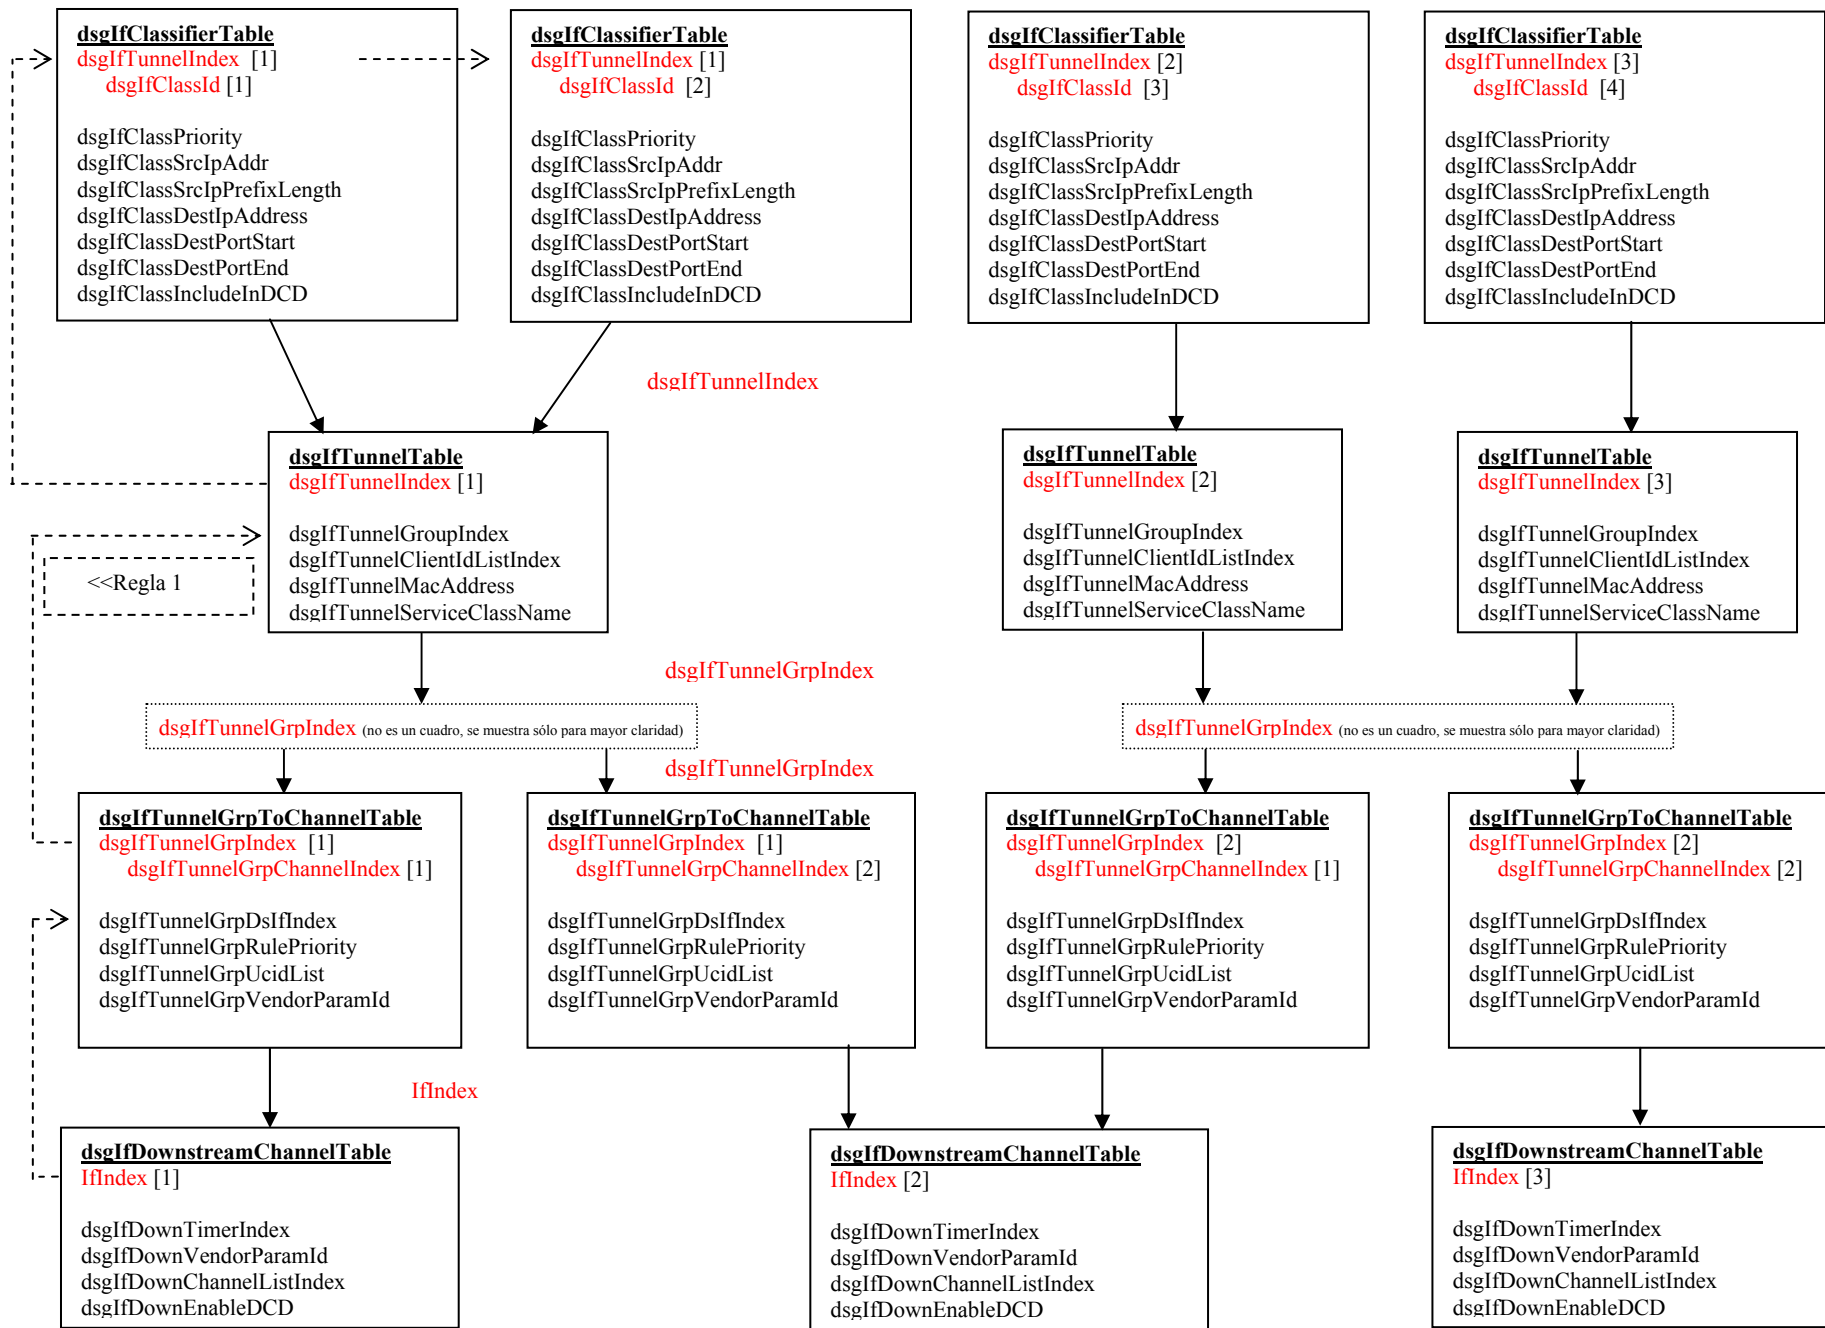 dsgIfClassifierTable
dsgIfTunnelIndex [1]
dsgIfClassId [1]
dsgIfClassPriority
dsgIfClassSrcIpAddr
dsgIfClassSrcIpPrefixLength
dsgIfClassDestIpAddress
dsgIfClassDestPortStart
dsgIfClassDestPortEnd
dsgIfClassIncludeInDCD
dsgIfClassifierTable
dsgIfTunnelIndex [1]
dsgIfClassId [2]
dsgIfClassPriority
dsgIfClassSrcIpAddr
dsgIfClassSrcIpPrefixLength
dsgIfClassDestIpAddress
dsgIfClassDestPortStart
dsgIfClassDestPortEnd
dsgIfClassIncludeInDCD
dsgIfClassifierTable
dsgIfTunnelIndex [2]
dsgIfClassId [3]
dsgIfClassPriority
dsgIfClassSrcIpAddr
dsgIfClassSrcIpPrefixLength
dsgIfClassDestIpAddress
dsgIfClassDestPortStart
dsgIfClassDestPortEnd
dsgIfClassIncludeInDCD
dsgIfClassifierTable
dsgIfTunnelIndex [3]
dsgIfClassId [4]
dsgIfClassPriority
dsgIfClassSrcIpAddr
dsgIfClassSrcIpPrefixLength
dsgIfClassDestIpAddress
dsgIfClassDestPortStart
dsgIfClassDestPortEnd
dsgIfClassIncludeInDCD
dsgIfTunnelIndex
dsgIfTunnelTable
dsgIfTunnelIndex [1]
dsgIfTunnelGroupIndex
dsgIfTunnelClientIdListIndex
dsgIfTunnelMacAddress
dsgIfTunnelServiceClassName
<<Regla 1
dsgIfTunnelTable
dsgIfTunnelIndex [2]
dsgIfTunnelGroupIndex
dsgIfTunnelClientIdListIndex
dsgIfTunnelMacAddress
dsgIfTunnelServiceClassName
dsgIfTunnelTable
dsgIfTunnelIndex [3]
dsgIfTunnelGroupIndex
dsgIfTunnelClientIdListIndex
dsgIfTunnelMacAddress
dsgIfTunnelServiceClassName
dsgIfTunnelGrpIndex
dsgIfTunnelGrpIndex (no es un cuadro, se muestra sólo para mayor claridad)
dsgIfTunnelGrpIndex (no es un cuadro, se muestra sólo para mayor claridad)
dsgIfTunnelGrpIndex
dsgIfTunnelGrpToChannelTable
dsgIfTunnelGrpIndex [1]
dsgIfTunnelGrpChannelIndex [1]
dsgIfTunnelGrpDsIfIndex
dsgIfTunnelGrpRulePriority
dsgIfTunnelGrpUcidList
dsgIfTunnelGrpVendorParamId
dsgIfTunnelGrpToChannelTable
dsgIfTunnelGrpIndex [1]
dsgIfTunnelGrpChannelIndex [2]
dsgIfTunnelGrpDsIfIndex
dsgIfTunnelGrpRulePriority
dsgIfTunnelGrpUcidList
dsgIfTunnelGrpVendorParamId
dsgIfTunnelGrpToChannelTable
dsgIfTunnelGrpIndex [2]
dsgIfTunnelGrpChannelIndex [1]
dsgIfTunnelGrpDsIfIndex
dsgIfTunnelGrpRulePriority
dsgIfTunnelGrpUcidList
dsgIfTunnelGrpVendorParamId
dsgIfTunnelGrpToChannelTable
dsgIfTunnelGrpIndex [2]
dsgIfTunnelGrpChannelIndex [2]
dsgIfTunnelGrpDsIfIndex
dsgIfTunnelGrpRulePriority
dsgIfTunnelGrpUcidList
dsgIfTunnelGrpVendorParamId
IfIndex
dsgIfDownstreamChannelTable
IfIndex [1]
dsgIfDownTimerIndex
dsgIfDownVendorParamId
dsgIfDownChannelListIndex
dsgIfDownEnableDCD
dsgIfDownstreamChannelTable
IfIndex [2]
dsgIfDownTimerIndex
dsgIfDownVendorParamId
dsgIfDownChannelListIndex
dsgIfDownEnableDCD
dsgIfDownstreamChannelTable
IfIndex [3]
dsgIfDownTimerIndex
dsgIfDownVendorParamId
dsgIfDownChannelListIndex
dsgIfDownEnableDCD